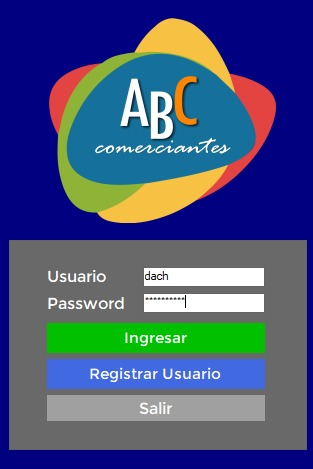 ABC
comerciantes
Usuario dach
Password **********
Ingresar
Registrar Usuario
Salir